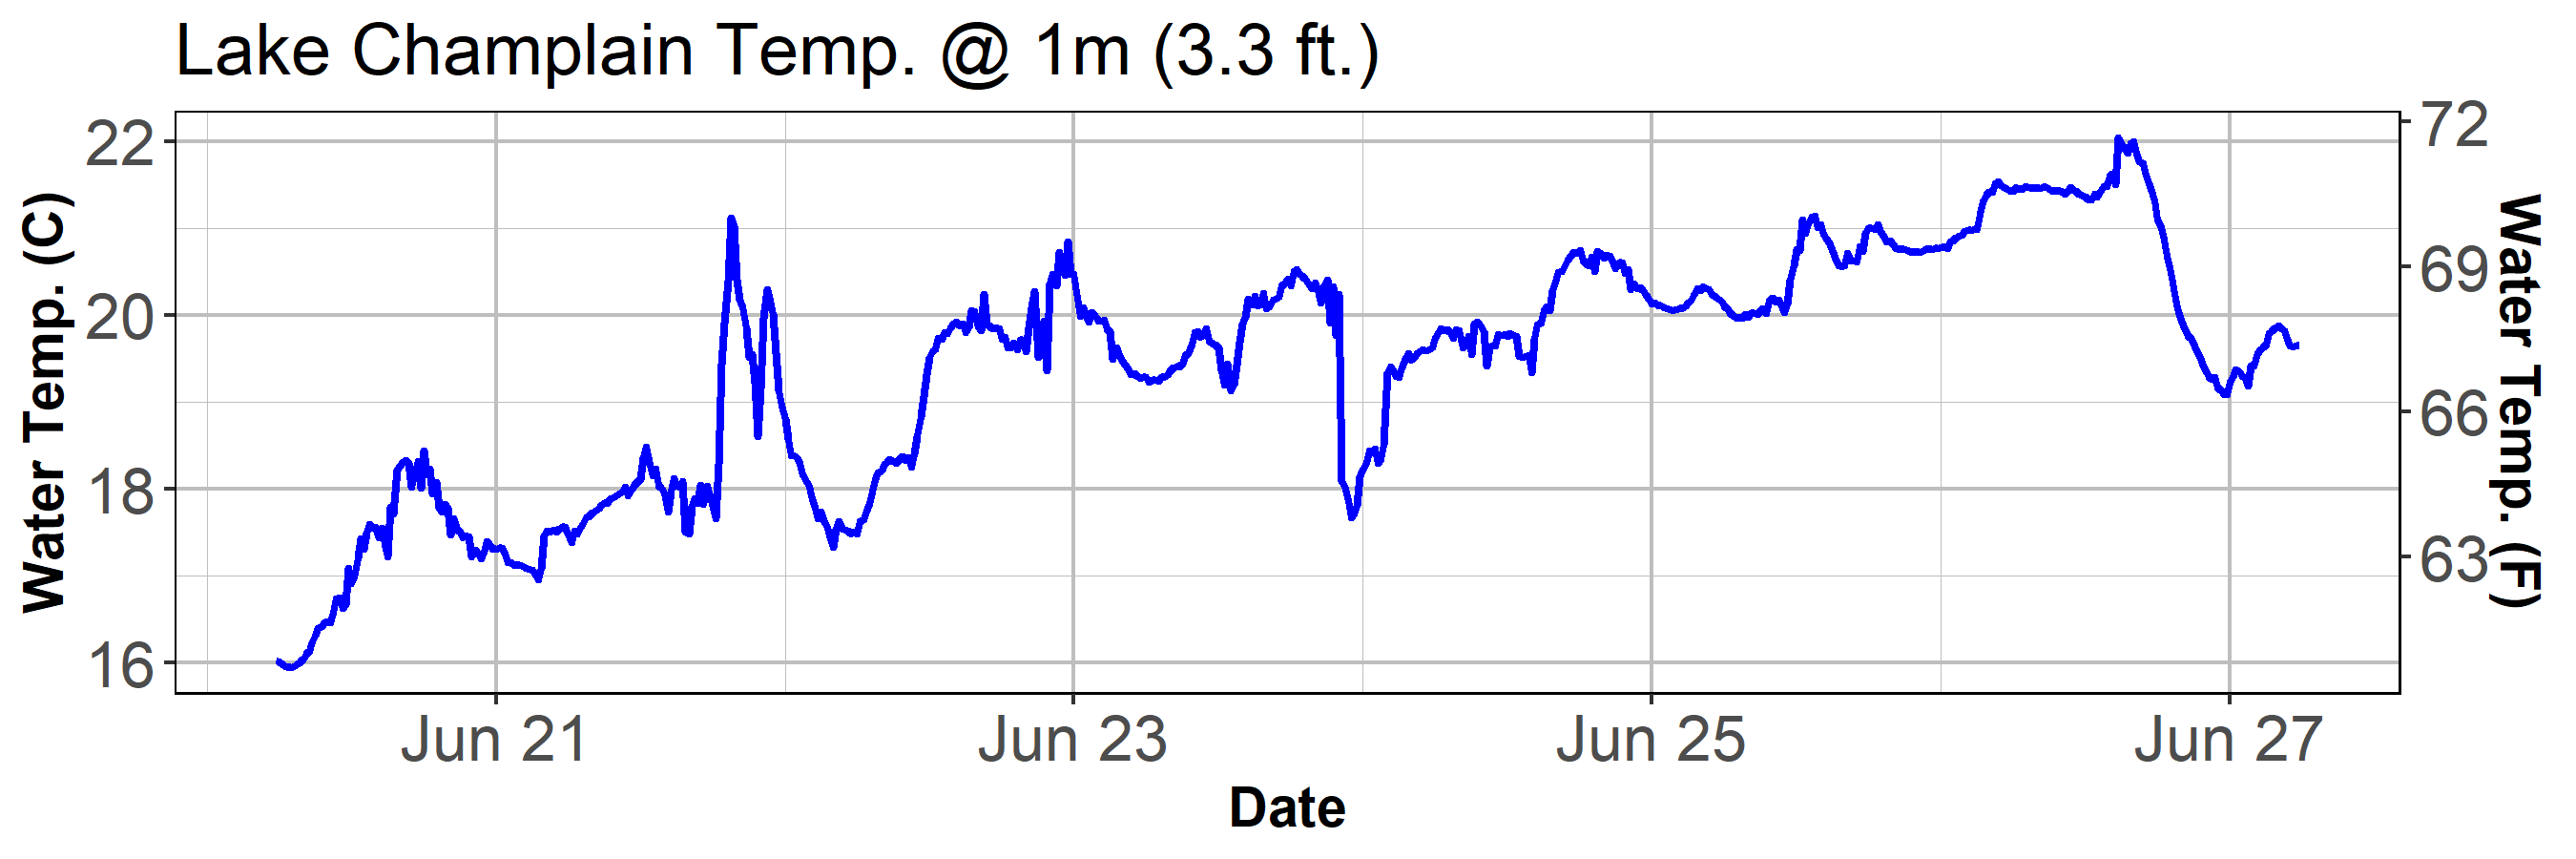 Lake Champlain Temp. @ 1m (3.3 ft.)
Water Temp. (C)
22
20
18
16
72
69
66
63
Water Temp. (F)
Jun 21
Jun 23
Jun 25
Jun 27
Date